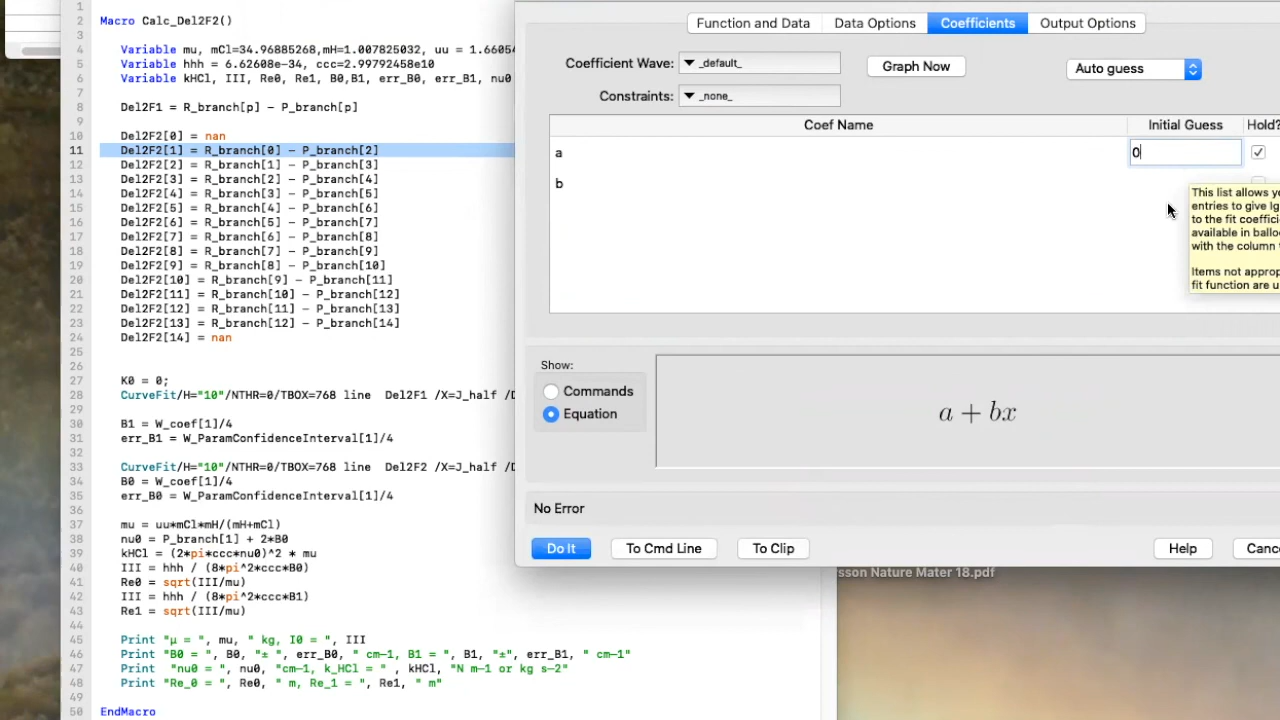 1
2 Macro Calc_Del2F2()
3
4 Variable mu, mCl=34.96885268,mH=1.007825032, uu = 1.6605
5 Variable hhh = 6.62608e-34, ccc=2.99792458e10
6 Variable kHCl, III, Re0, Re1, B0,B1, err_B0, err_B1, nu0
7
8 Del2F1 = R_branch[p] - P_branch[p]
9
10 Del2F2[0] = nan
11 Del2F2[1] = R_branch[0] - P_branch[2]
12 Del2F2[2] = R_branch[1] - P_branch[3]
13 Del2F2[3] = R_branch[2] - P_branch[4]
14 Del2F2[4] = R_branch[3] - P_branch[5]
15 Del2F2[5] = R_branch[4] - P_branch[6]
16 Del2F2[6] = R_branch[5] - P_branch[7]
17 Del2F2[7] = R_branch[6] - P_branch[8]
18 Del2F2[8] = R_branch[7] - P_branch[9]
19 Del2F2[9] = R_branch[8] - P_branch[10]
20 Del2F2[10] = R_branch[9] - P_branch[11]
21 Del2F2[11] = R_branch[10] - P_branch[12]
22 Del2F2[12] = R_branch[11] - P_branch[13]
23 Del2F2[13] = R_branch[12] - P_branch[14]
24 Del2F2[14] = nan
25
26
27 K0 = 0;
28 CurveFit/H="10"/NTHR=0/TBOX=768 line Del2F1 /X=J_half /D
29
30 B1 = W_coef[1]/4
31 err_B1 = W_ParamConfidenceInterval[1]/4
32
33 CurveFit/H="10"/NTHR=0/TBOX=768 line Del2F2 /X=J_half /D
34 B0 = W_coef[1]/4
35 err_B0 = W_ParamConfidenceInterval[1]/4
36
37 mu = uu*mCl*mH/(mH+mCl)
38 nu0 = P_branch[1] + 2*B0
39 kHCl = (2*pi*ccc*nu0)^2 * mu
40 III = hhh / (8*pi^2*ccc*B0)
41 Re0 = sqrt(III/mu)
42 III = hhh / (8*pi^2*ccc*B1)
43 Re1 = sqrt(III/mu)
44
45 Print "µ = ", mu, " kg, I0 = ", III
46 Print "B0 = ", B0, "± ", err_B0, " cm-1, B1 = ", B1, "±", err_B1, " cm-1"
47 Print "nu0 = ", nu0, "cm-1, k_HCl = " , kHCl, "N m-1 or kg s-2"
48 Print "Re_0 = ", Re0, " m, Re_1 = ", Re1, " m"
49
50 EndMacro
Function and Data Data Options Coefficients Output Options
Coefficient Wave: _default_ Graph Now Auto guess
Constraints: _none_
Coef Name Initial Guess Hold?
a 0
b
This list allows yo
entries to give Ig
to the fit coeffici
available in balloo
with the column
Items not approp
fit function are u
Show:
Commands
Equation
a + bx
No Error
Do It To Cmd Line To Clip Help Cance
sson Nature Mater 18.pdf